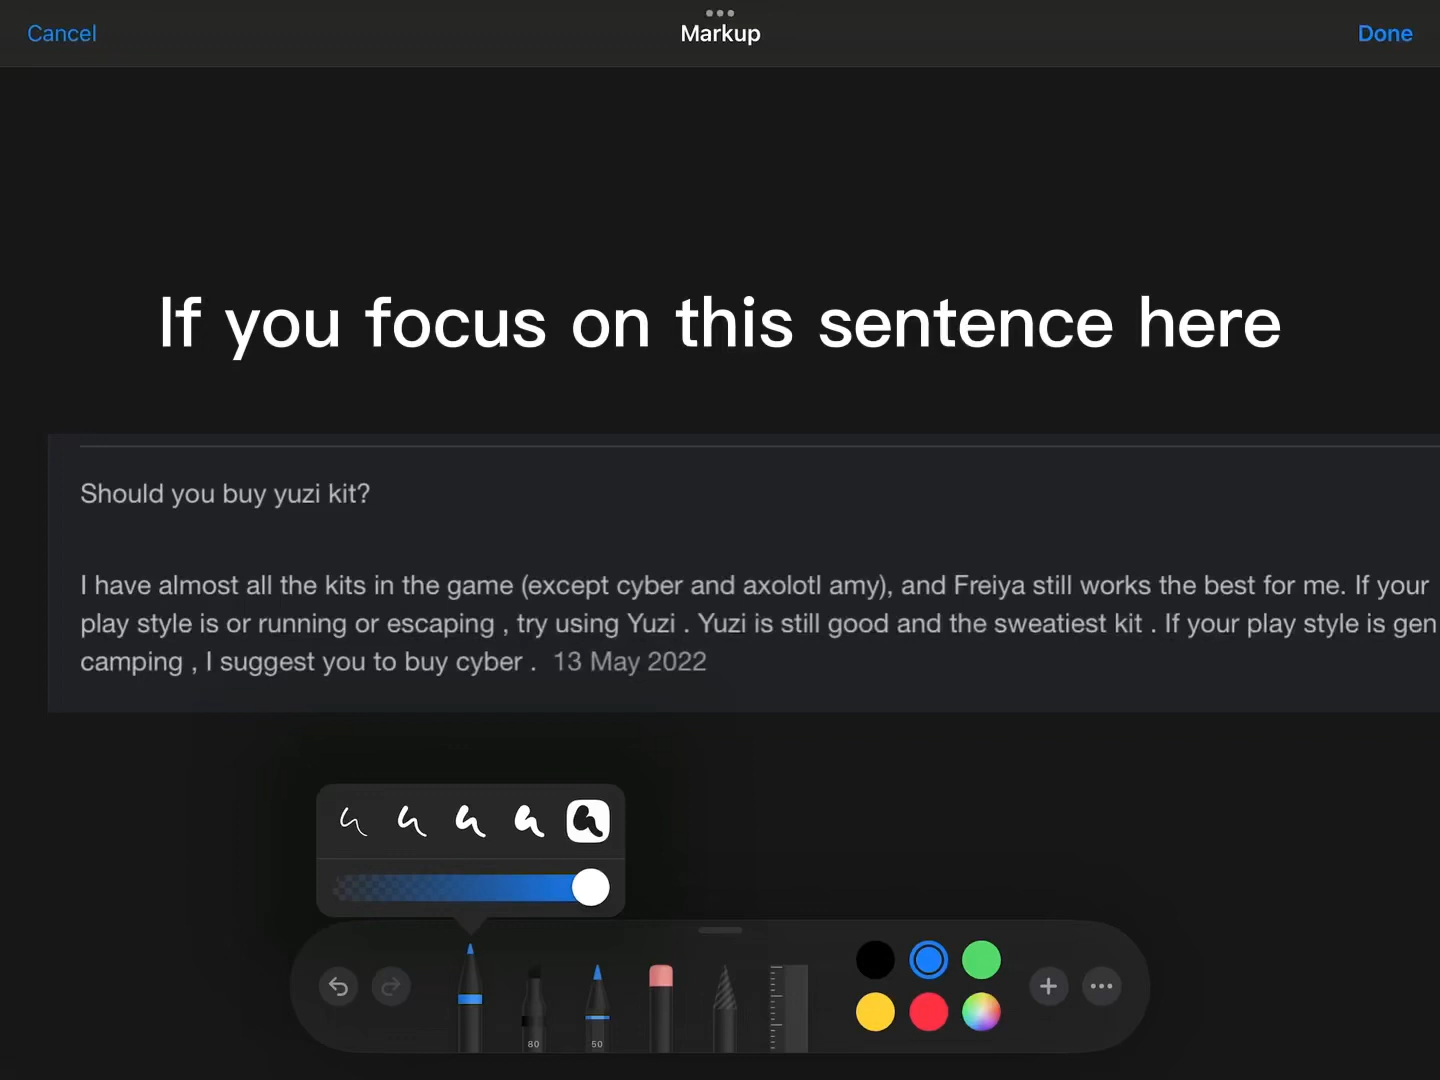 Cancel
Markup
Done
If you focus on this sentence here
Should you buy yuzi kit?
I have almost all the kits in the game (except cyber and axolotl amy), and Freiya still works the best for me. If your
play style is or running or escaping , try using Yuzi . Yuzi is still good and the sweatiest kit . If your play style is gen
camping , I suggest you to buy cyber .  13 May 2022
80
50